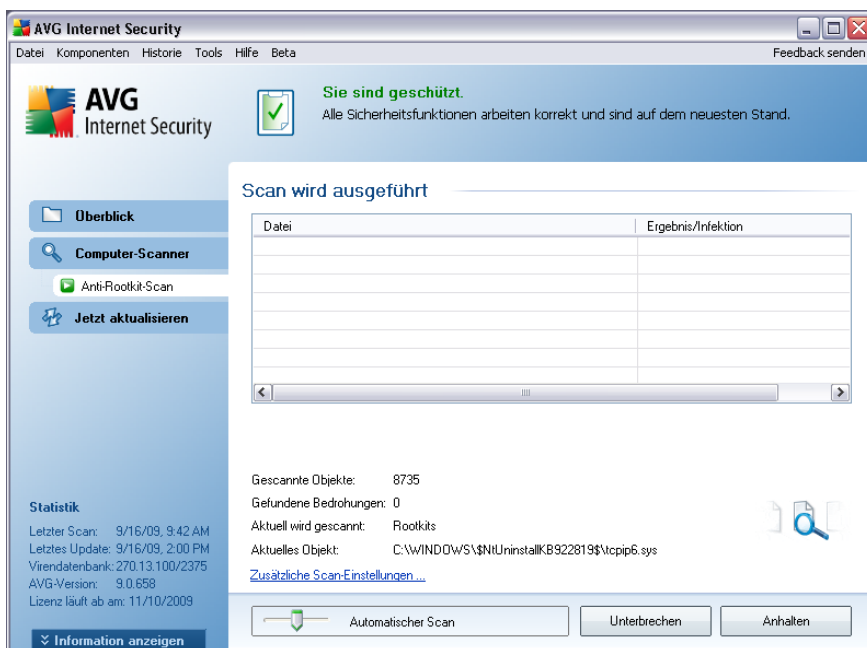 AVG Internet Security
Datei Komponenten Historie Tools Hilfe Beta Feedback senden
AVG
Internet Security
Sie sind geschützt.
Alle Sicherheitsfunktionen arbeiten korrekt und sind auf dem neuesten Stand.
Überblick
Computer-Scanner
Anti-Rootkit-Scan
Jetzt aktualisieren
Statistik
Letzter Scan: 9/16/09, 9:42 AM
Letztes Update: 9/16/09, 2:00 PM
Virendatenbank: 270.13.100/2375
AVG-Version: 9.0.658
Lizenz läuft ab am: 11/10/2009
Information anzeigen
Scan wird ausgeführt
Datei Ergebnis/Infektion
Gescannte Objekte: 8735
Gefundene Bedrohungen: 0
Aktuell wird gescannt: Rootkits
Aktuelles Objekt: C:\WINDOWS\$NtUninstallKB922819$\tcpip6.sys
Zusätzliche Scan-Einstellungen ...
Automatischer Scan Unterbrechen Anhalten